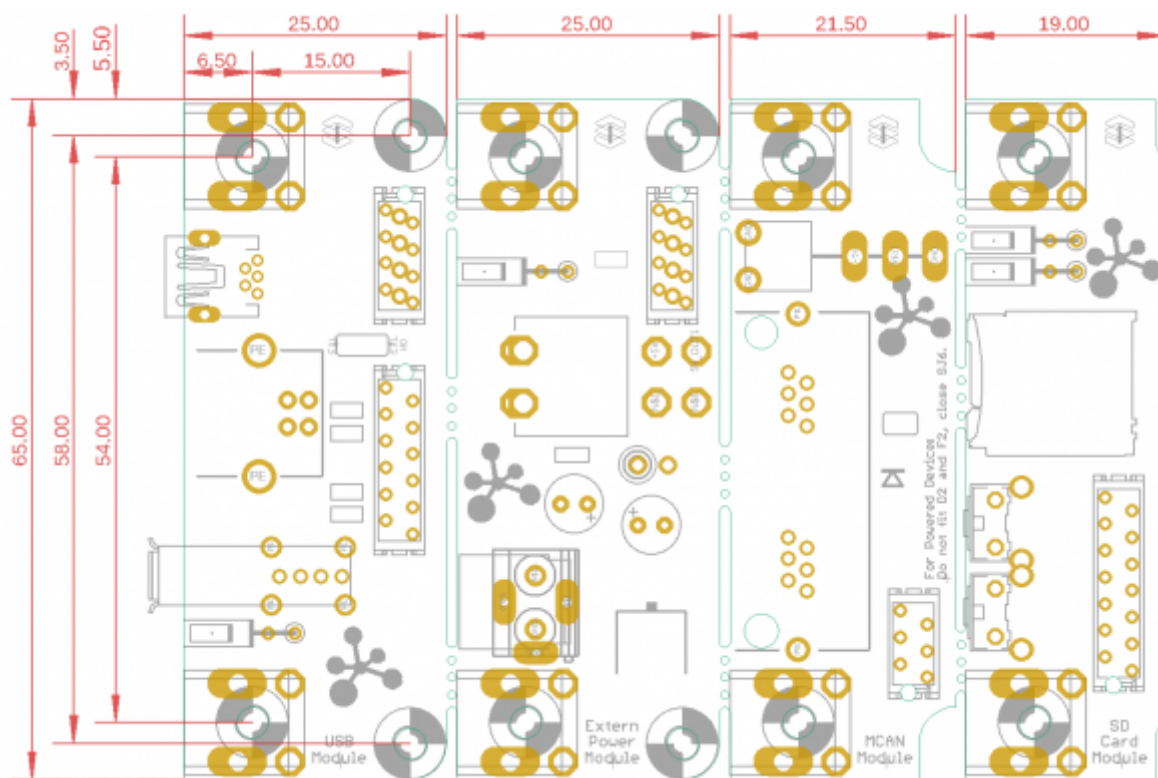 25.00
25.00
21.50
19.00
6.50
15.00
3.50
5.50
65.00
58.00
54.00
PE
PE
For Powered Devices
Do not fit D2 and F2, close SJ6.
USB
Module
Extern
Power
Module
MCAN
Module
SD
Card
Module